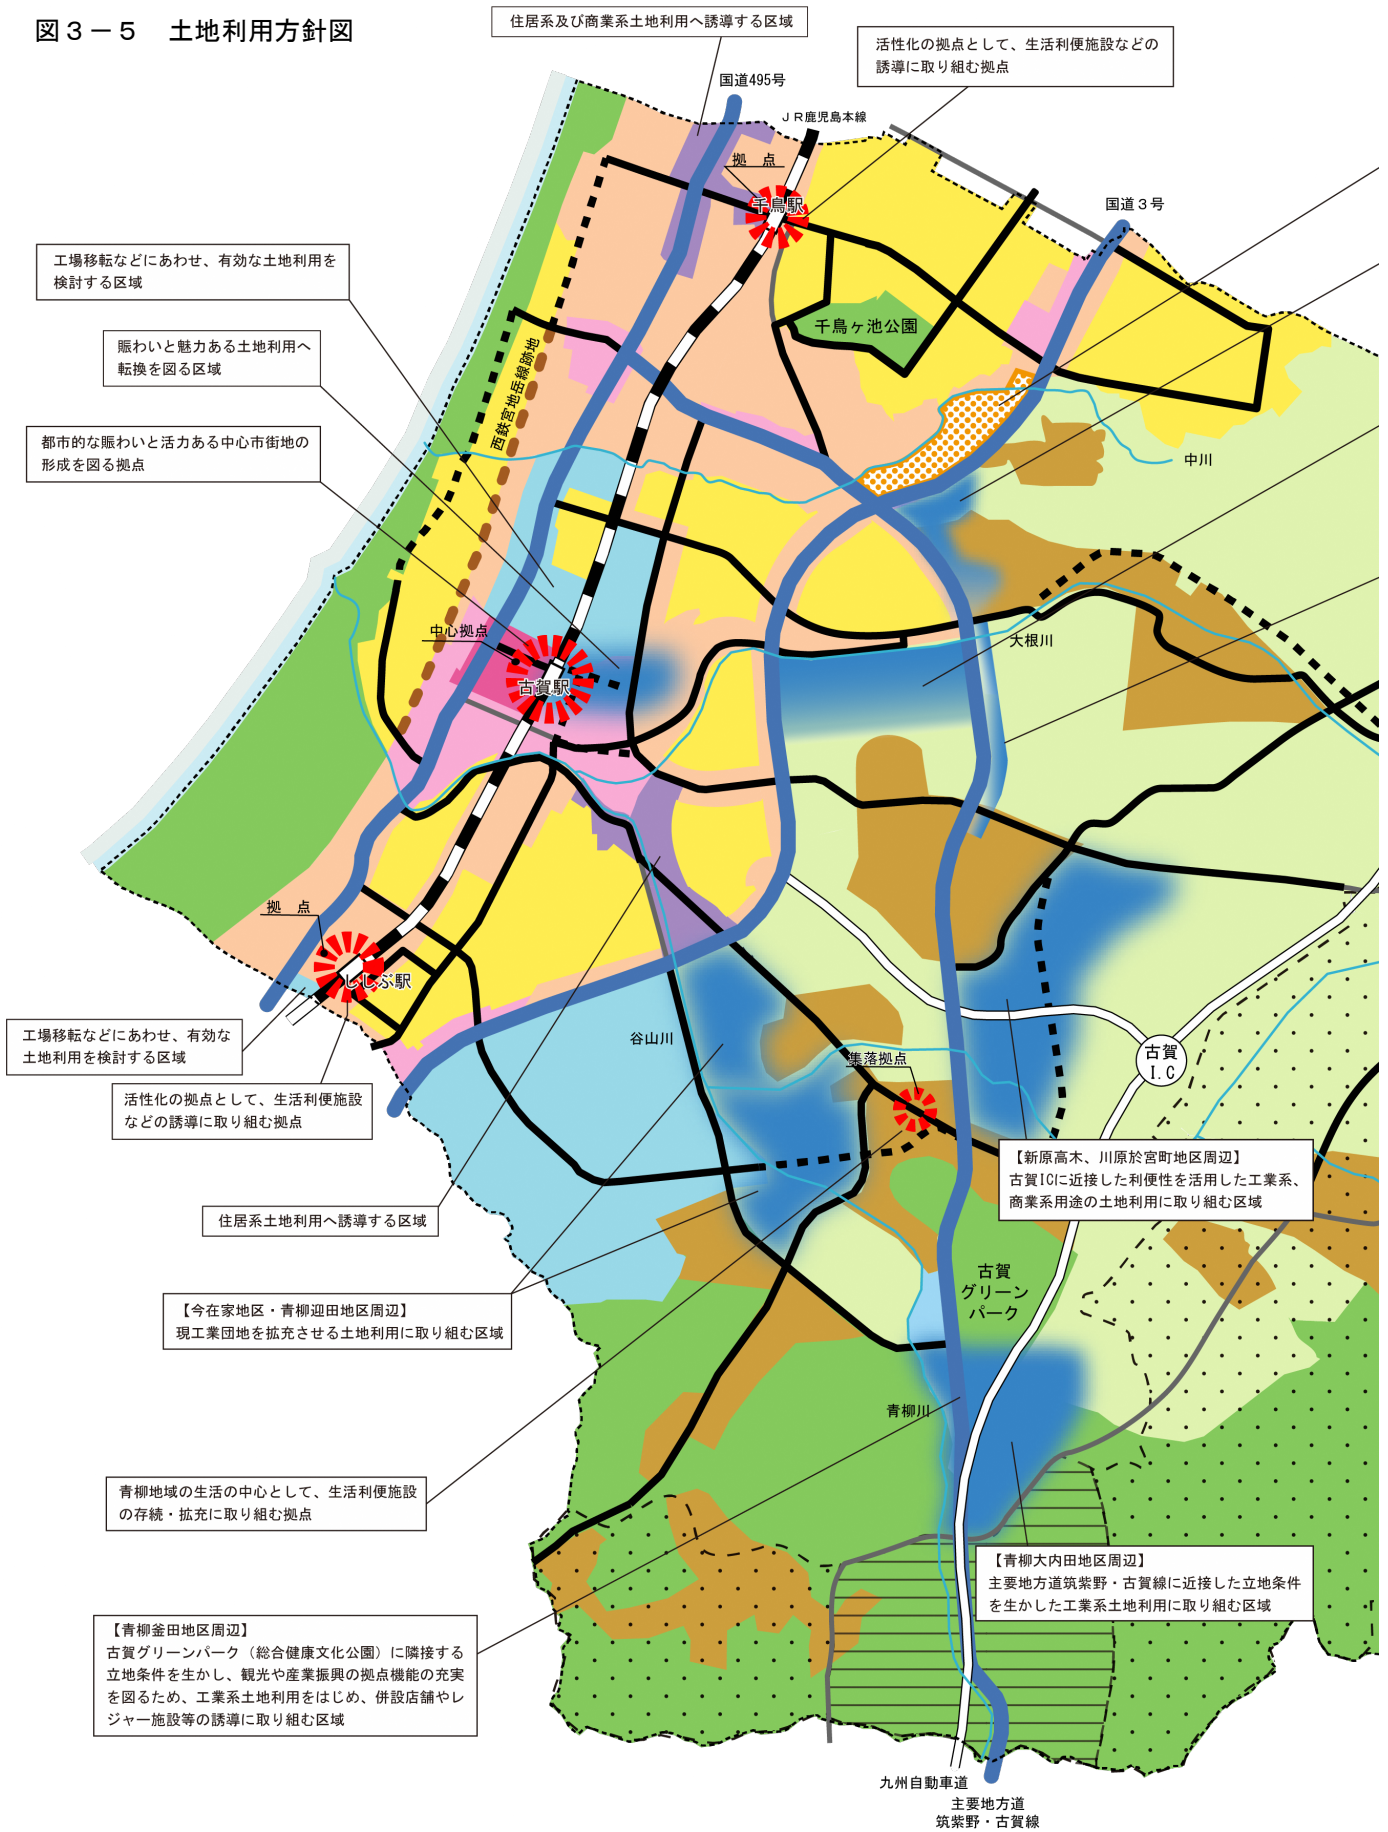 図３－５　土地利用方針図
住居系及び商業系土地利用へ誘導する区域
活性化の拠点として、生活利便施設などの
誘導に取り組む拠点
国道495号
ＪＲ鹿児島本線
拠　点
千鳥駅
国道３号
工場移転などにあわせ、有効な土地利用を
検討する区域
千鳥ヶ池公園
賑わいと魅力ある土地利用へ
転換を図る区域
西鉄宮地岳線跡地
都市的な賑わいと活力ある中心市街地の
形成を図る拠点
中川
中心拠点
大根川
古賀駅
拠　点
ししぶ駅
工場移転などにあわせ、有効な
土地利用を検討する区域
谷山川
集落拠点
古賀
I.C
活性化の拠点として、生活利便施設
などの誘導に取り組む拠点
【新原高木、川原於宮町地区周辺】
古賀ICに近接した利便性を活用した工業系、
商業系用途の土地利用に取り組む区域
住居系土地利用へ誘導する区域
古賀
グリーン
パーク
【今在家地区・青柳迎田地区周辺】
現工業団地を拡充させる土地利用に取り組む区域
青柳川
青柳地域の生活の中心として、生活利便施設
の存続・拡充に取り組む拠点
【青柳大内田地区周辺】
主要地方道筑紫野・古賀線に近接した立地条件
を生かした工業系土地利用に取り組む区域
【青柳釜田地区周辺】
古賀グリーンパーク（総合健康文化公園）に隣接する
立地条件を生かし、観光や産業振興の拠点機能の充実
を図るため、工業系土地利用をはじめ、併設店舗やレ
ジャー施設等の誘導に取り組む区域
九州自動車道
主要地方道
筑紫野・古賀線